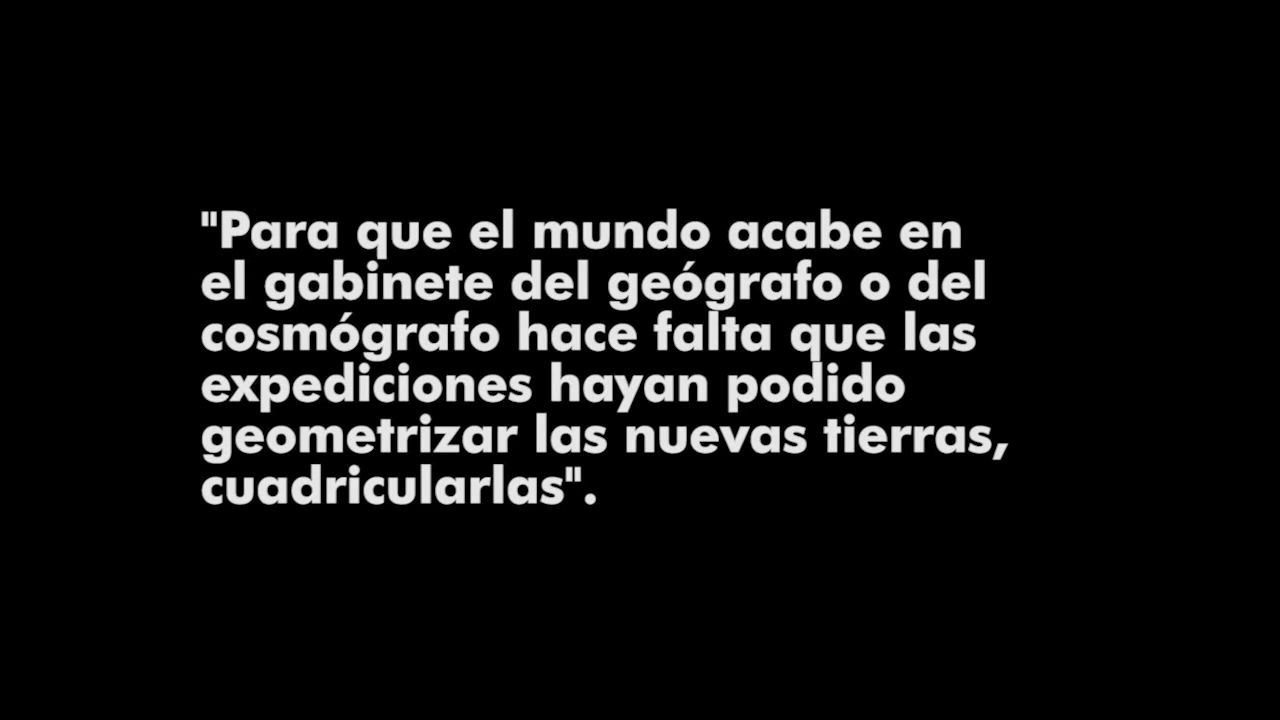 "Para que el mundo acabe en
el gabinete del geógrafo o del
cosmógrafo hace falta que las
expediciones hayan podido
geometrizar las nuevas tierras,
cuadricularlas".